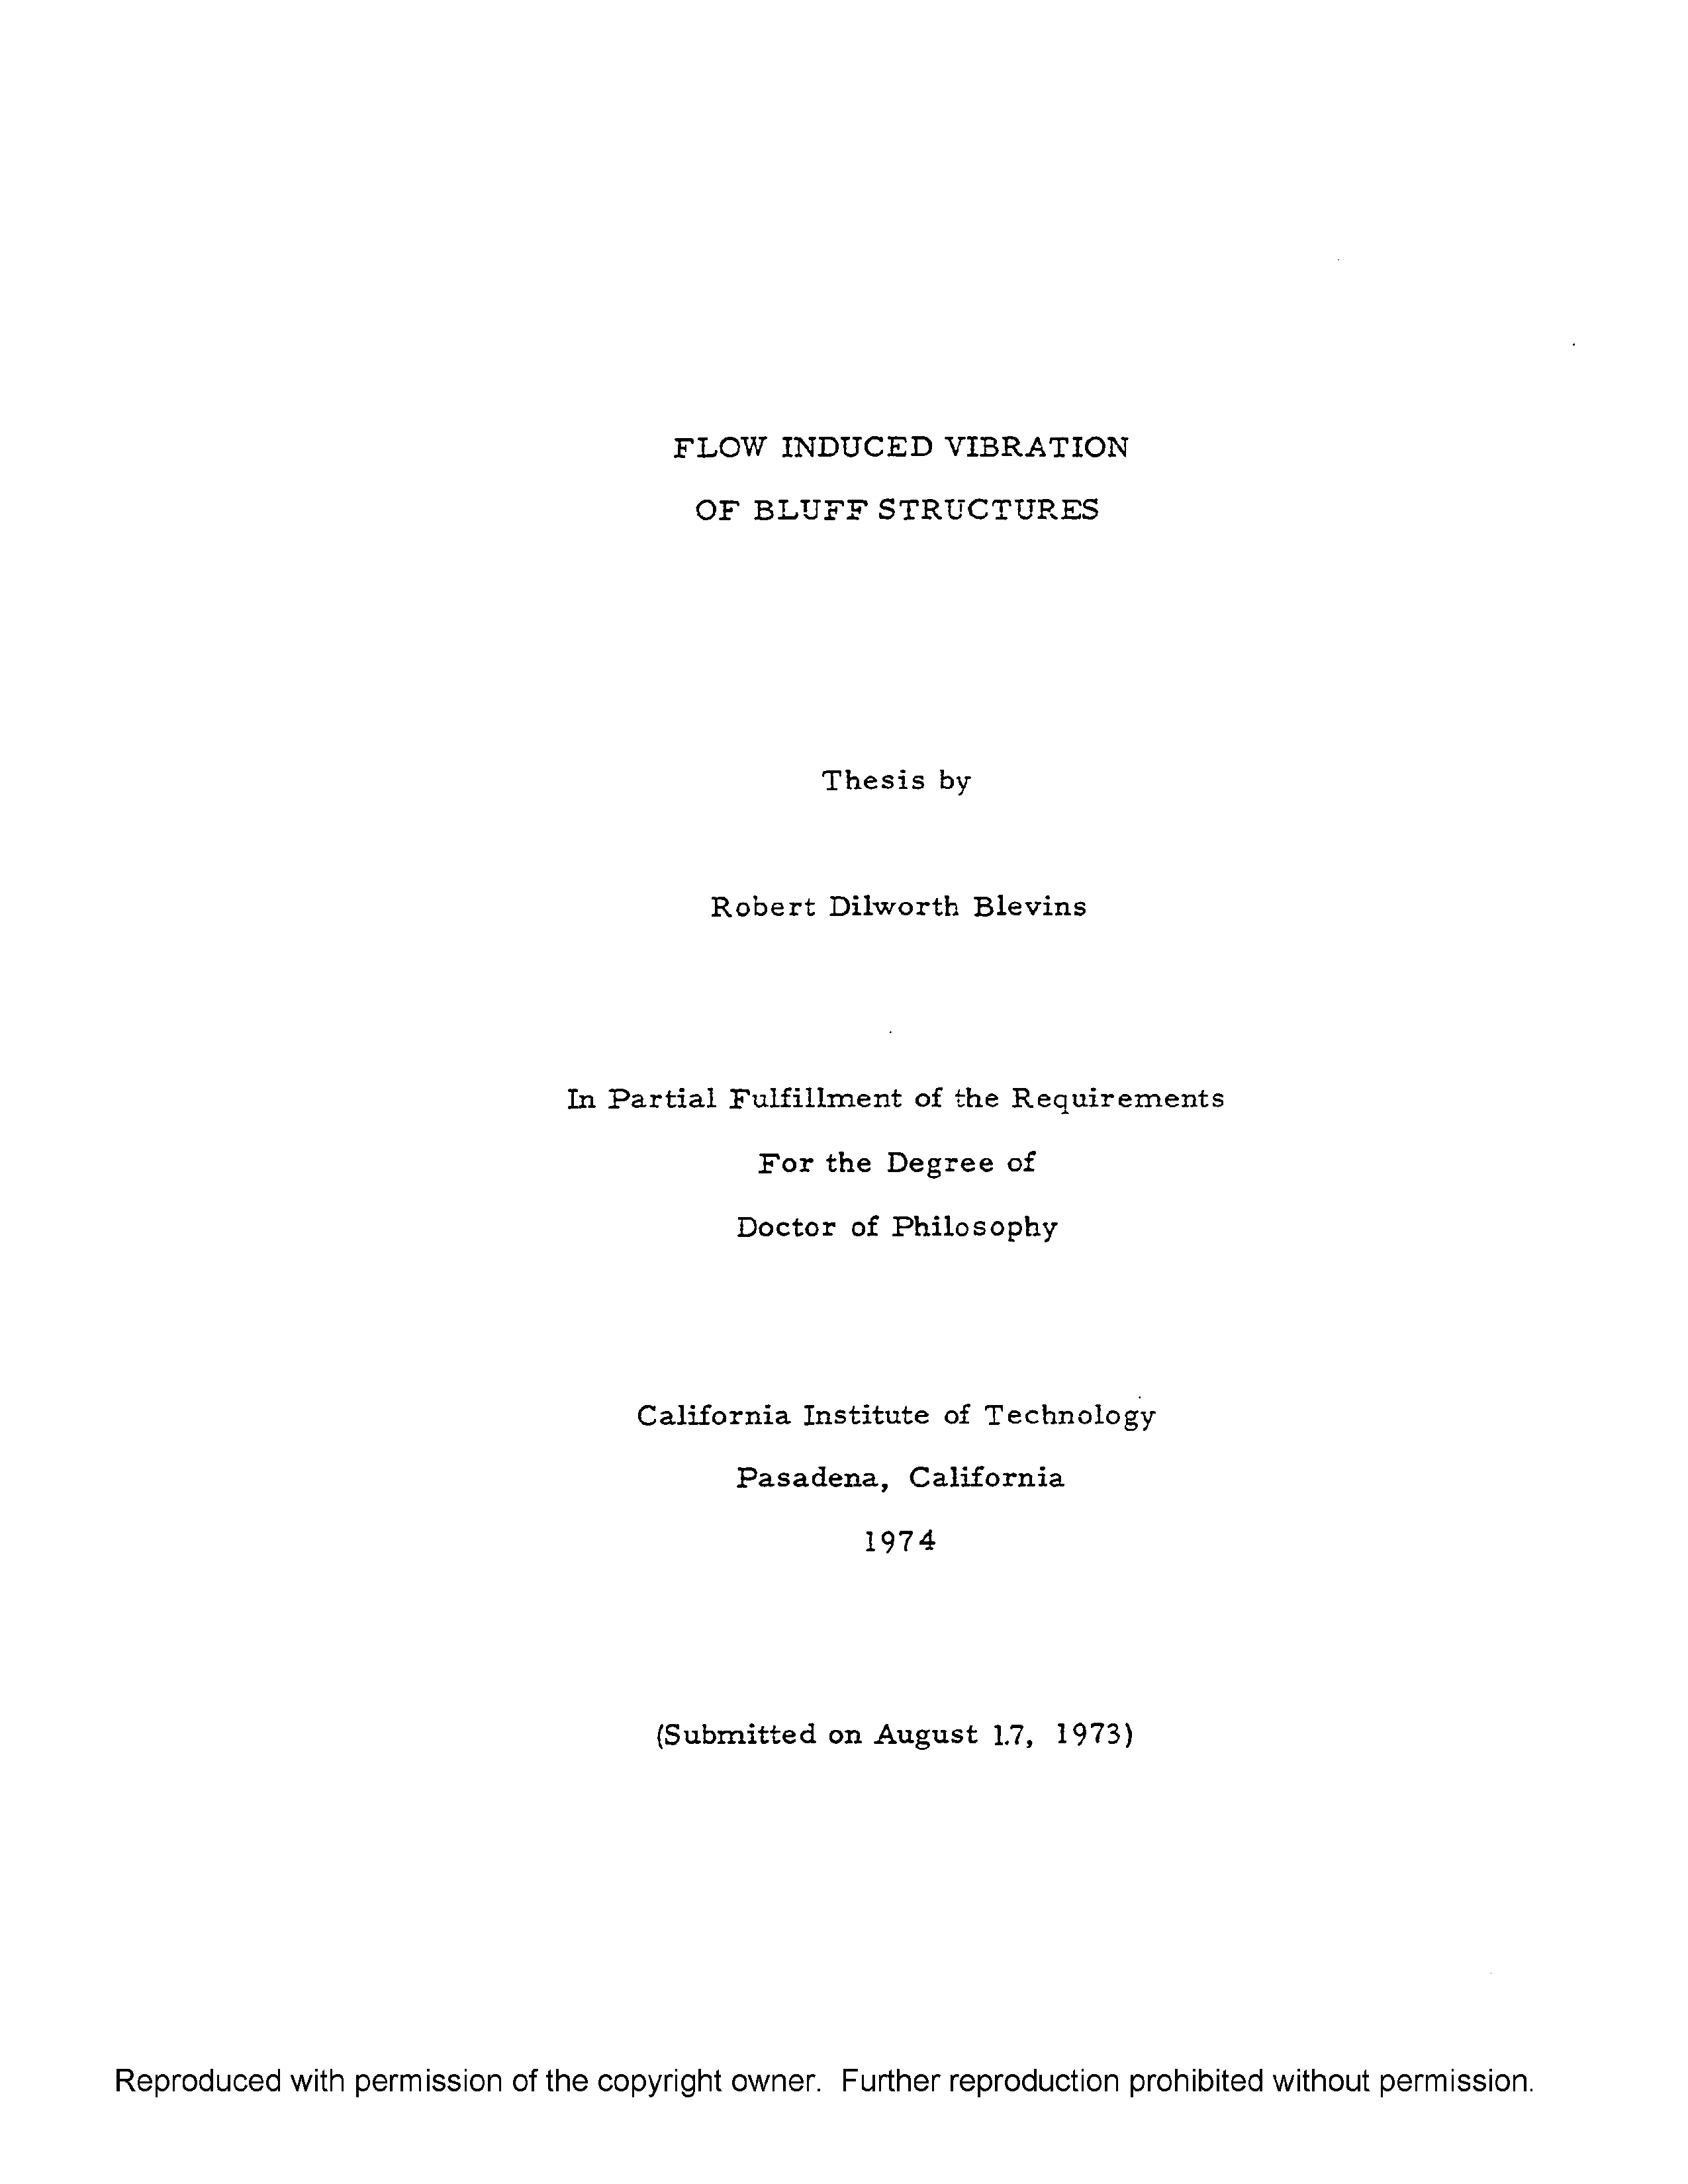 FLOW INDUCED VIBRATION
OF BLUFF STRUCTURES
Thesis by
Robert Dilworth Blevins
In Partial Fulfillment of the Requirements
For the Degree of
Doctor of Philosophy
California Institute of Technology
Pasadena, California
1974
(Submitted on August 17, 1973)
Reproduced with permission of the copyright owner. Further reproduction prohibited without permission.